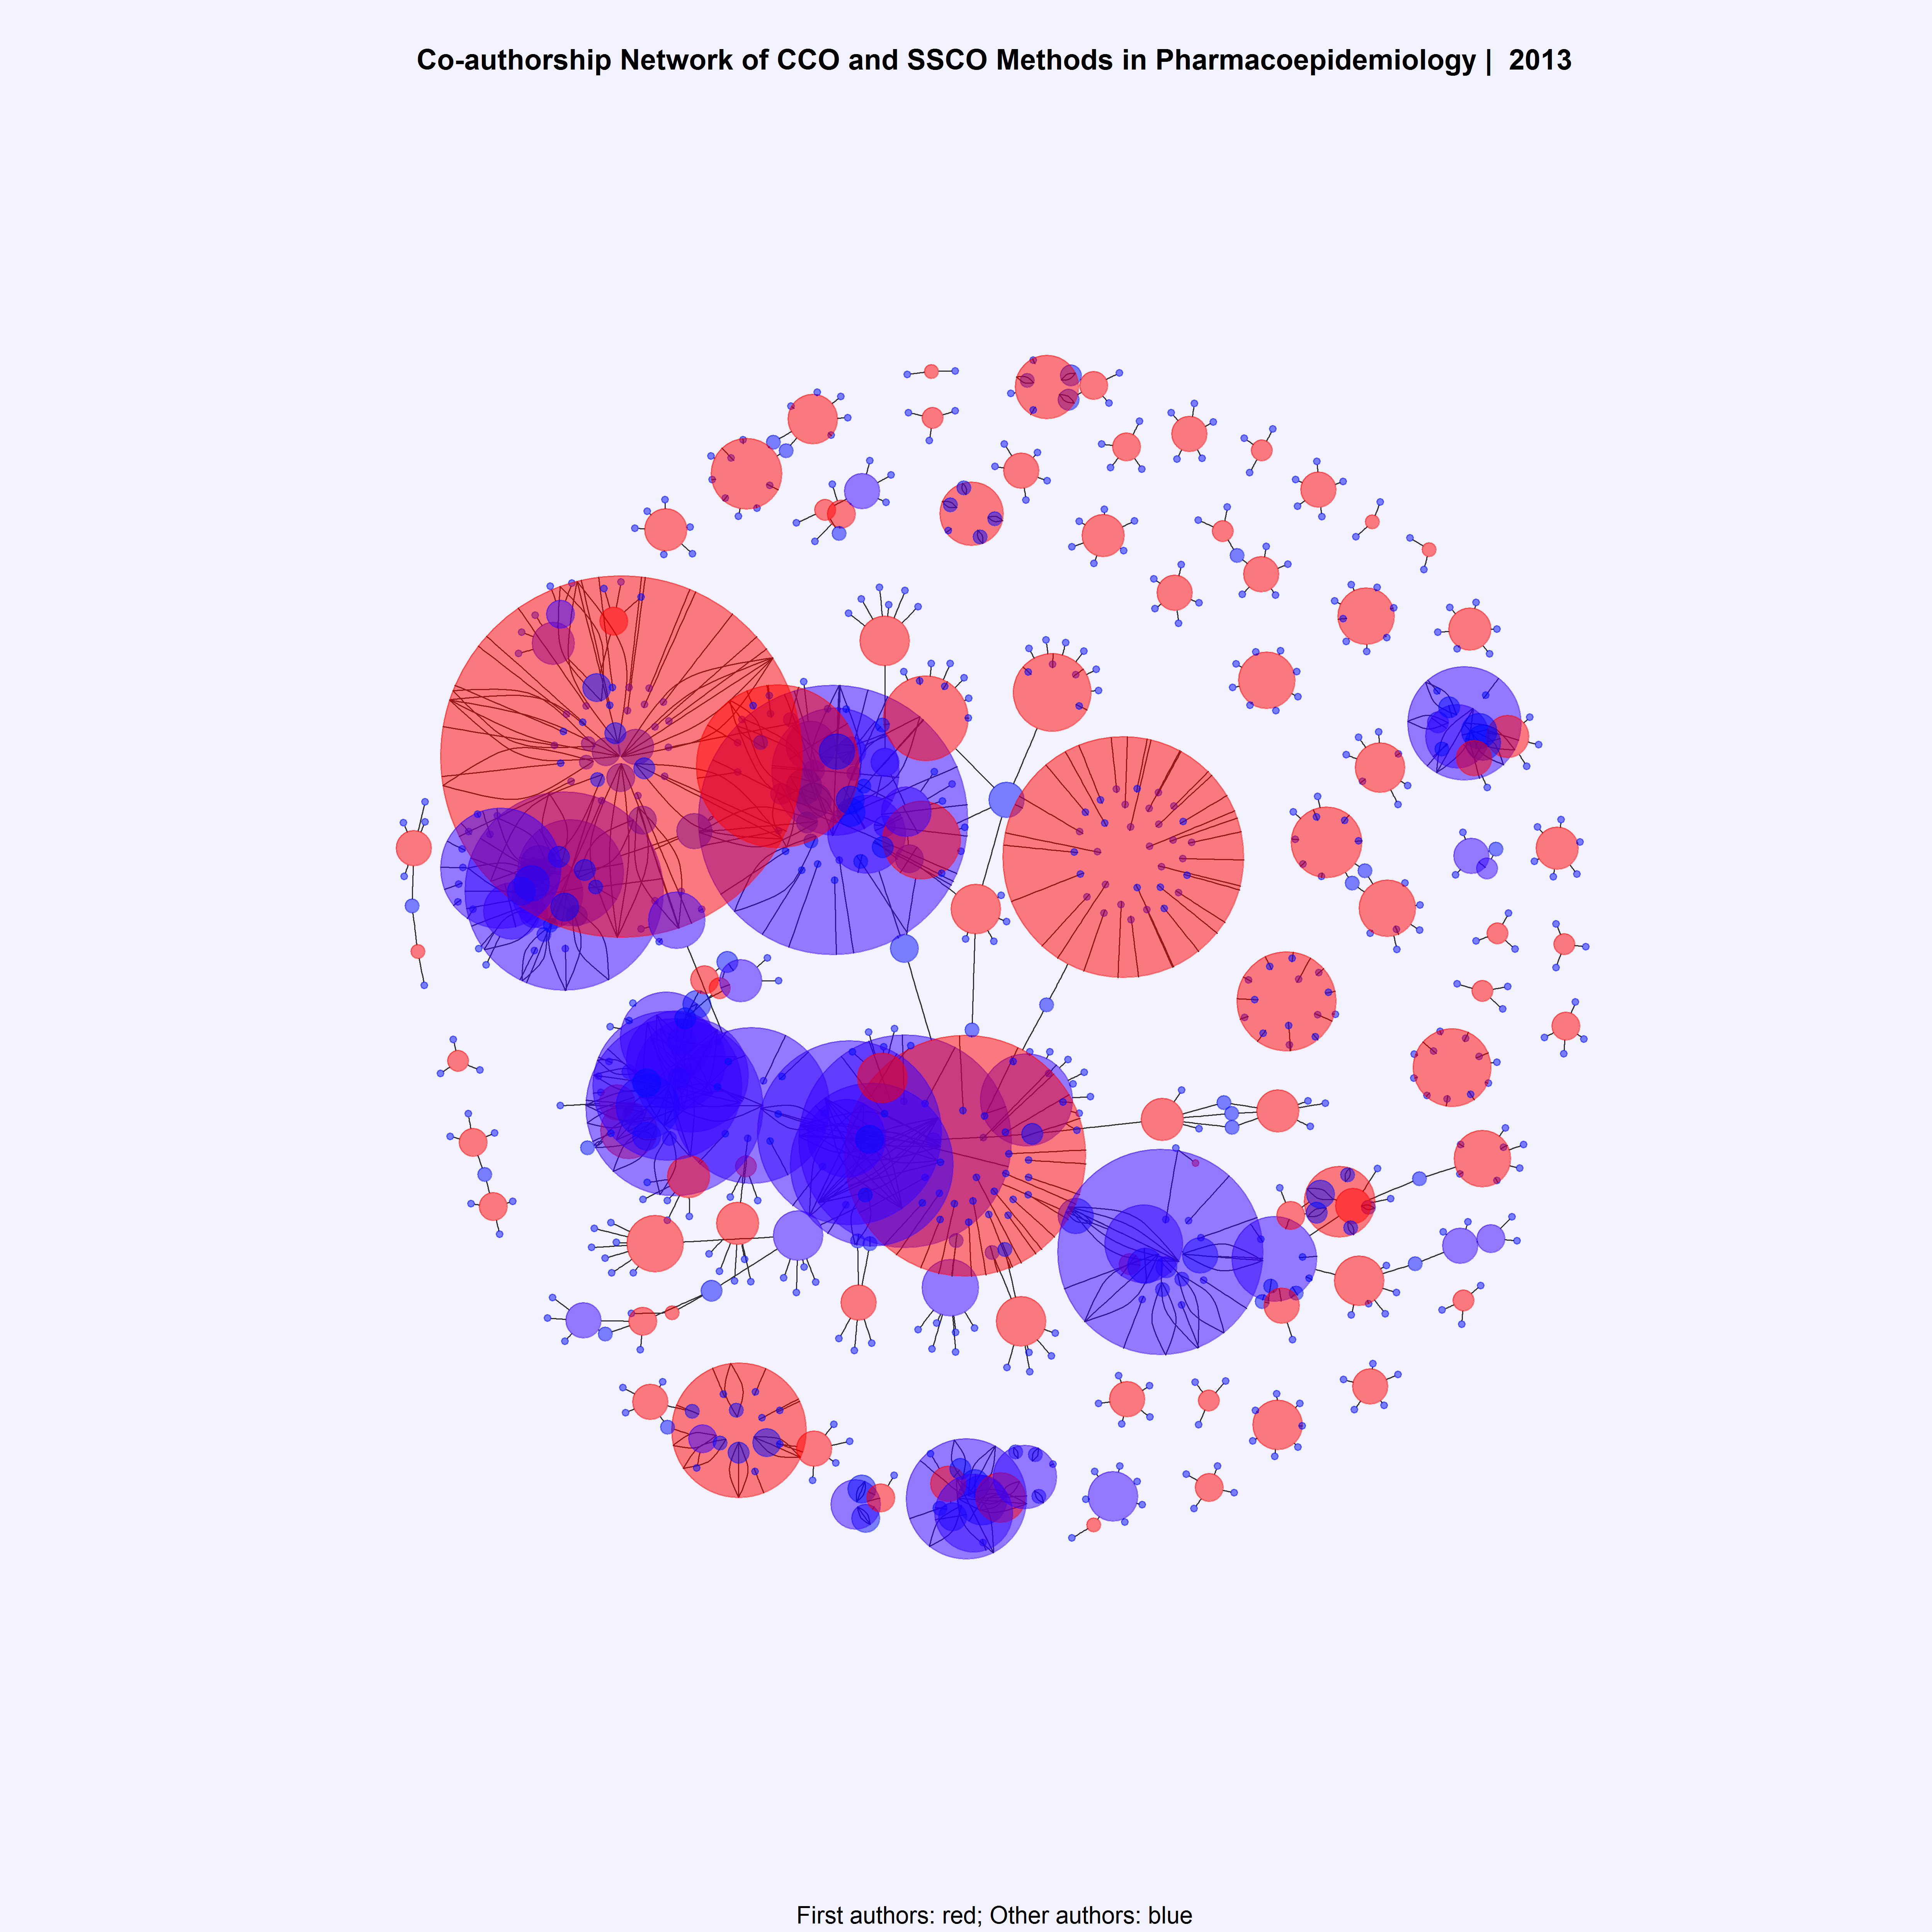 Co-authorship Network of CCO and SSCO Methods in Pharmacoepidemiology |  2013
First authors: red; Other authors: blue